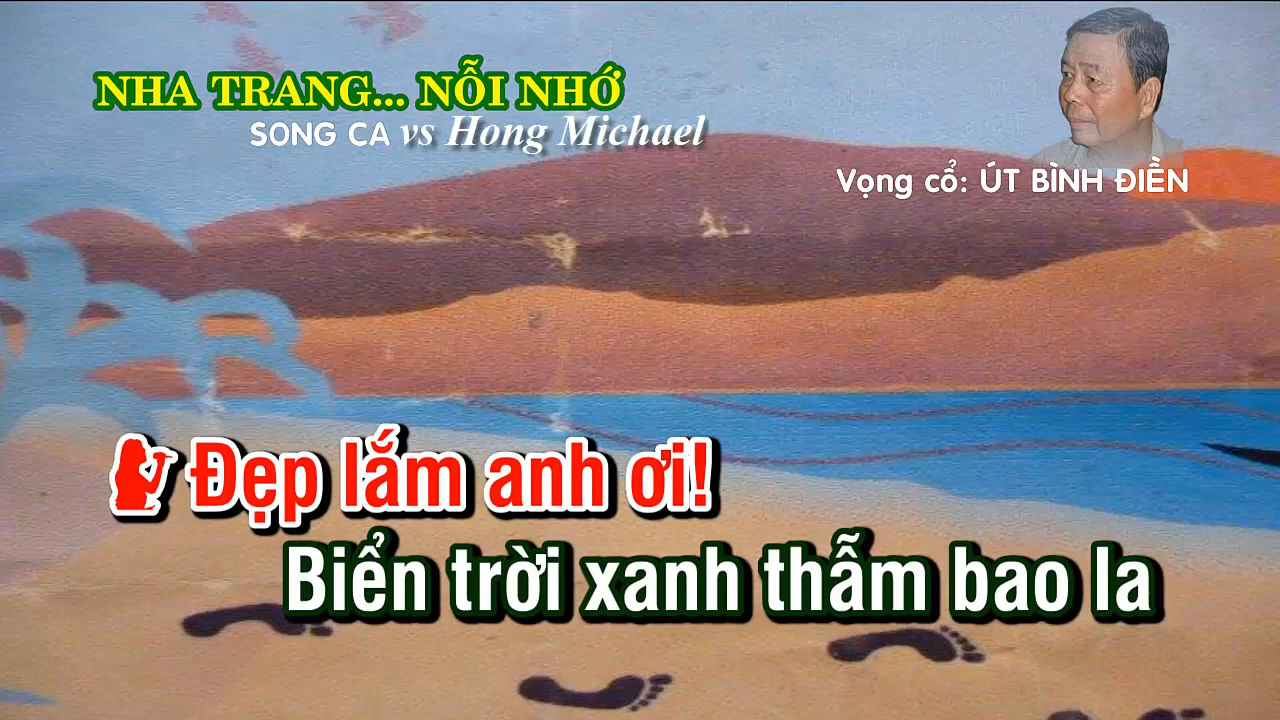 NHA TRANG... NỖI NHỚ
SONG CA vs Hong Michael
Vọng cổ: ÚT BÌNH ĐIỀN
Đẹp lắm anh ơi!
Biển trời xanh thẫm bao la